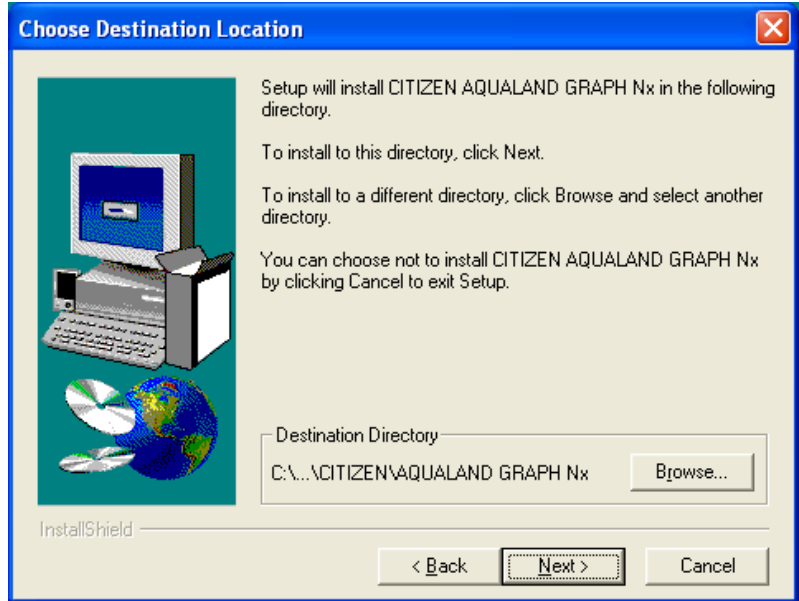 Choose Destination Location
Setup will install CITIZEN AQUALAND GRAPH Nx in the following
directory.
To install to this directory, click Next.
To install to a different directory, click Browse and select another
directory.
You can choose not to install CITIZEN AQUALAND GRAPH Nx
by clicking Cancel to exit Setup.
Destination Directory
C:\...\CITIZEN\AQUALAND GRAPH Nx
Browse...
InstallShield
< Back
Next >
Cancel